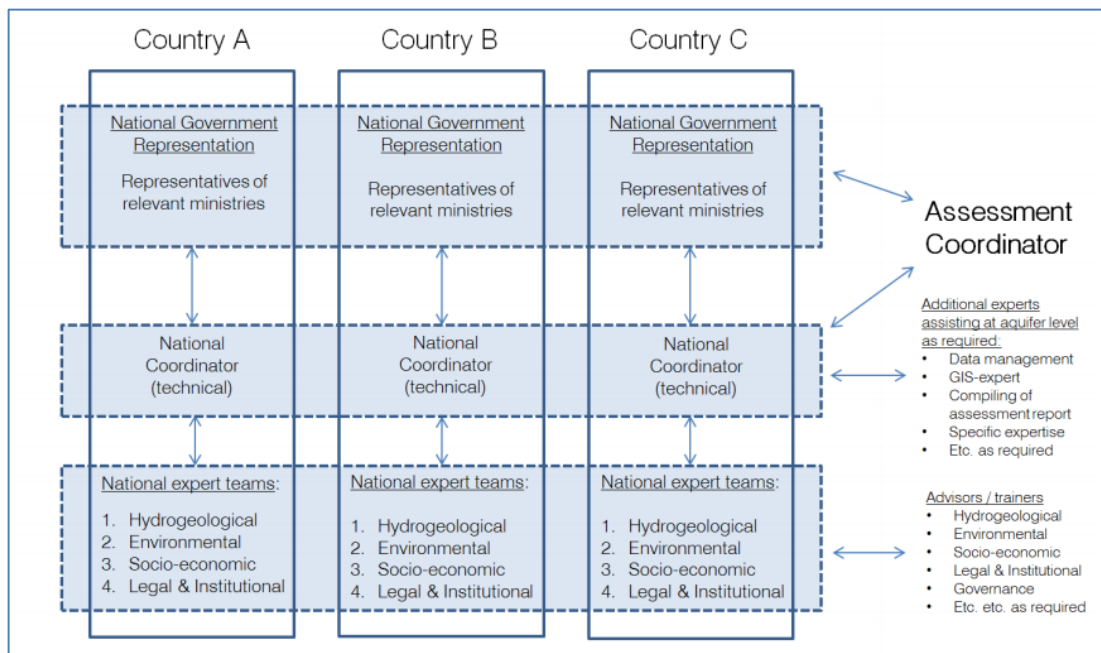 Country A
Country B
Country C
National Government
Representation
Representatives of
relevant ministries
National Government
Representation
Representatives of
relevant ministries
National Government
Representation
Representatives of
relevant ministries
Assessment
Coordinator
National
Coordinator
(technical)
National
Coordinator
(technical)
National
Coordinator
(technical)
Additional experts
assisting at aquifer level
as required:
• Data management
• GIS-expert
• Compiling of
assessment report
• Specific expertise
• Etc. as required
National expert teams:
1. Hydrogeological
2. Environmental
3. Socio-economic
4. Legal & Institutional
National expert teams:
1. Hydrogeological
2. Environmental
3. Socio-economic
4. Legal & Institutional
National expert teams:
1. Hydrogeological
2. Environmental
3. Socio-economic
4. Legal & Institutional
Advisors / trainers
• Hydrogeological
• Environmental
• Socio-economic
• Legal & Institutional
• Governance
• Etc. etc. as required